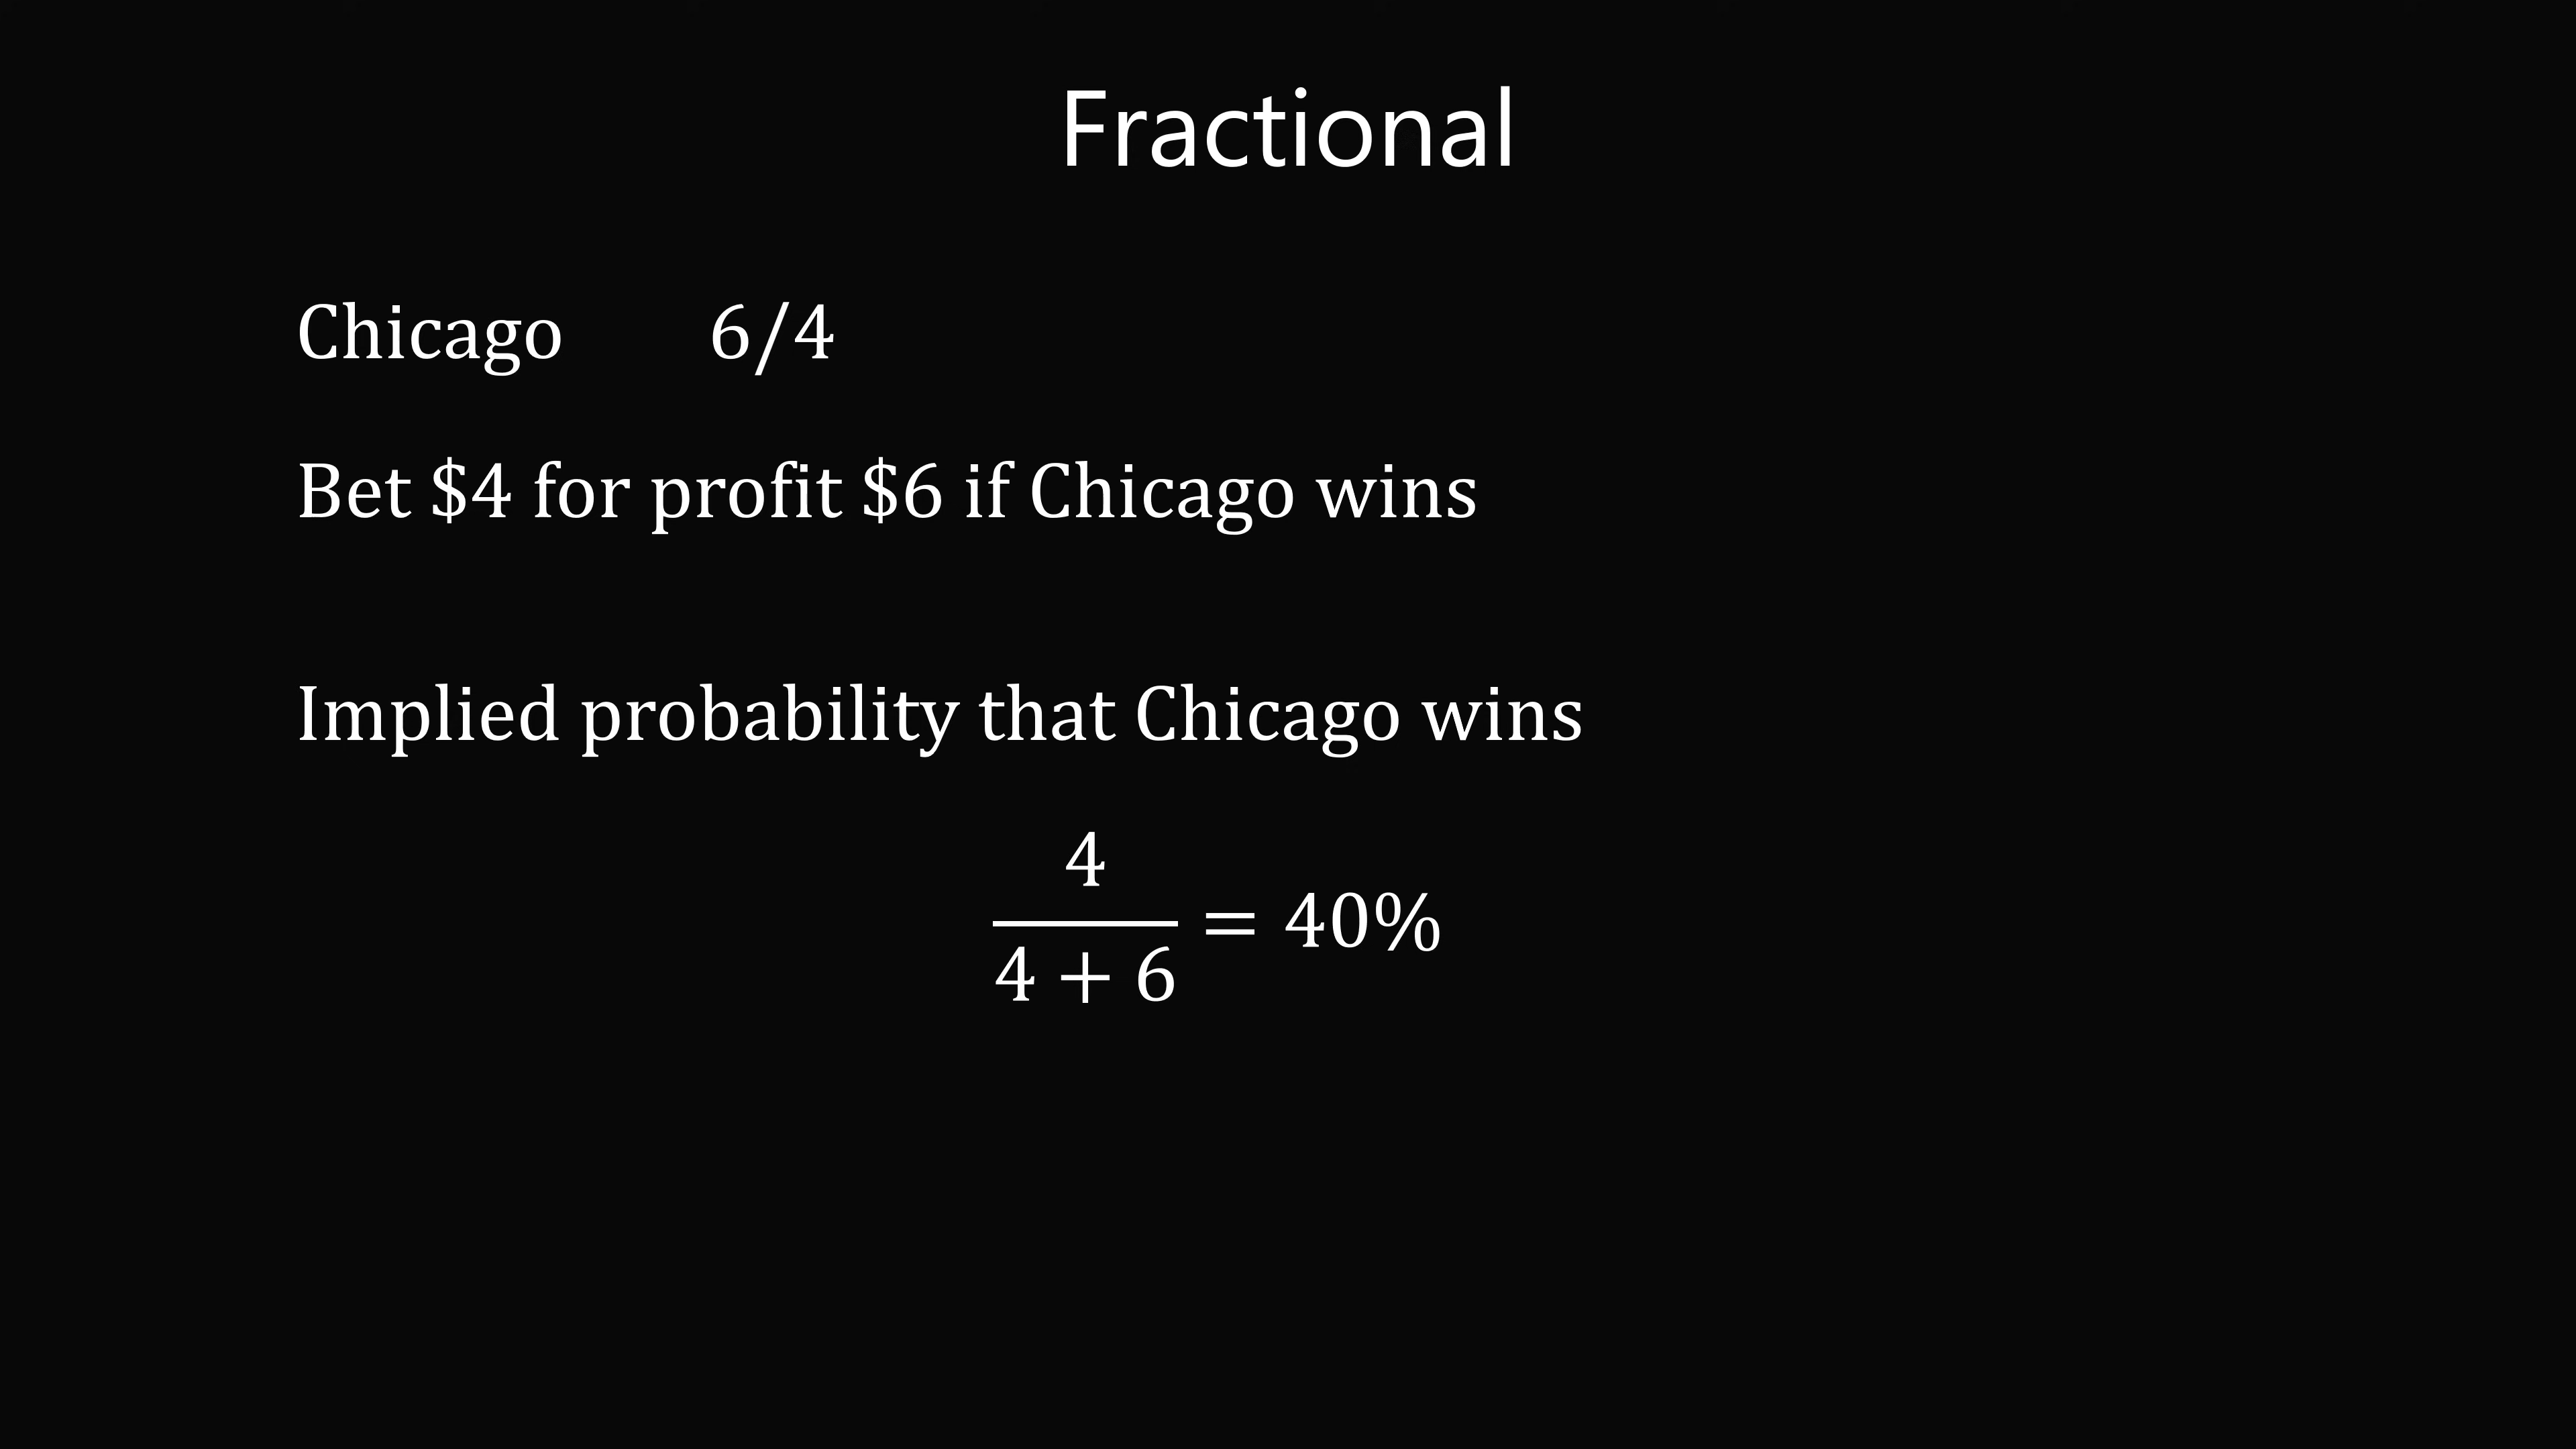 Fractional
Chicago 6/4
Bet $4 for profit $6 if Chicago wins
Implied probability that Chicago wins
4
4 + 6
= 40%